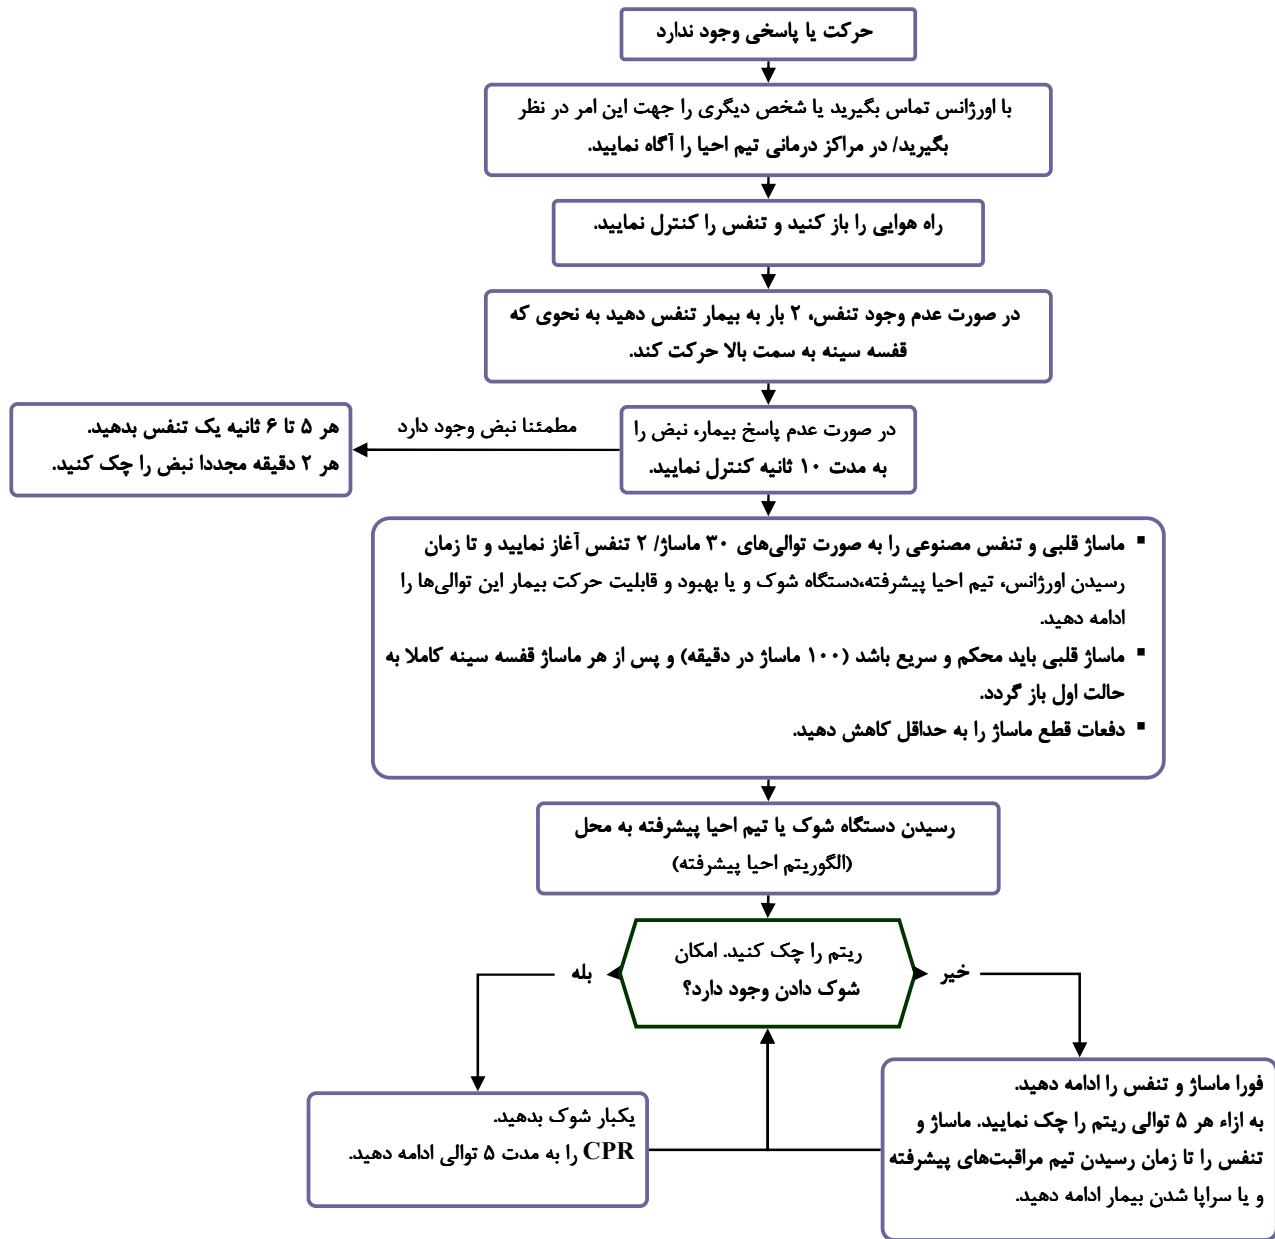 حرکت یا پاسخی وجود ندارد
با اورژانس تماس بگیرید یا شخص دیگری را جهت این امر در نظر
بگیرید/ در مراکز درمانی تیم احیا را آگاه نمایید.
راه هوایی را باز کنید و تنفس را کنترل نمایید.
در صورت عدم وجود تنفس، ۲ بار به بیمار تنفس دهید به نحوی که
قفسه سینه به سمت بالا حرکت کند.
در صورت عدم پاسخ بیمار، نبض را
به مدت ۱۰ ثانیه کنترل نمایید.
مطمئنا نبض وجود دارد
هر ۵ تا ۶ ثانیه یک تنفس بدهید.
هر ۲ دقیقه مجددا نبض را چک کنید.
▪ ماساژ قلبی و تنفس مصنوعی را به صورت توالی‌های ۳۰ ماساژ/ ۲ تنفس آغاز نمایید و تا زمان
رسیدن اورژانس، تیم احیا پیشرفته،دستگاه شوک و یا بهبود و قابلیت حرکت بیمار این توالی‌ها را
ادامه دهید.
▪ ماساژ قلبی باید محکم و سریع باشد (۱۰۰ ماساژ در دقیقه) و پس از هر ماساژ قفسه سینه کاملا به
حالت اول باز گردد.
▪ دفعات قطع ماساژ را به حداقل کاهش دهید.
رسیدن دستگاه شوک یا تیم احیا پیشرفته به محل
(الگوریتم احیا پیشرفته)
ریتم را چک کنید. امکان
شوک دادن وجود دارد؟
خیر
بله
فورا ماساژ و تنفس را ادامه دهید.
به ازاء هر ۵ توالی ریتم را چک نمایید. ماساژ و
تنفس را تا زمان رسیدن تیم مراقبت‌های پیشرفته
و یا سراپا شدن بیمار ادامه دهید.
یکبار شوک بدهید.
CPR را به مدت ۵ توالی ادامه دهید.